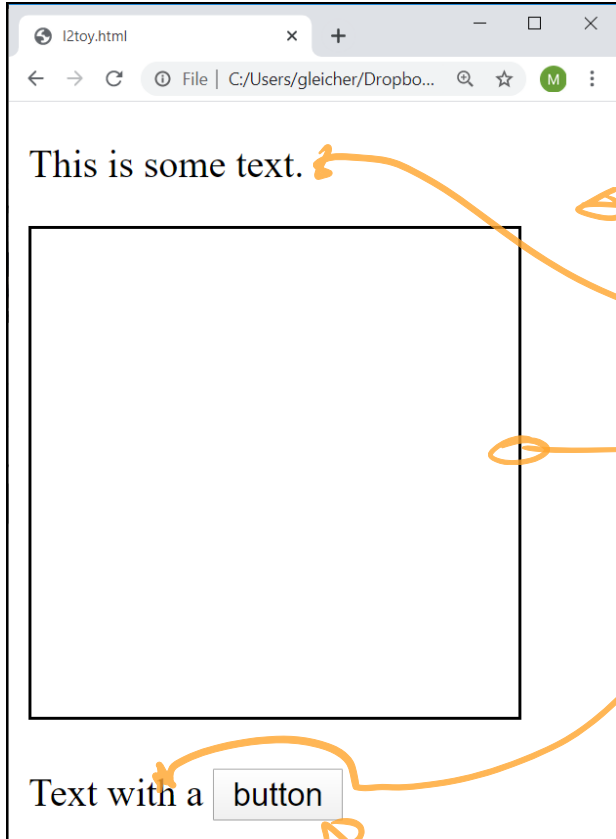 l2toy.html
File | C:/Users/gleicher/Dropbo... M
This is some text.
Text with a button